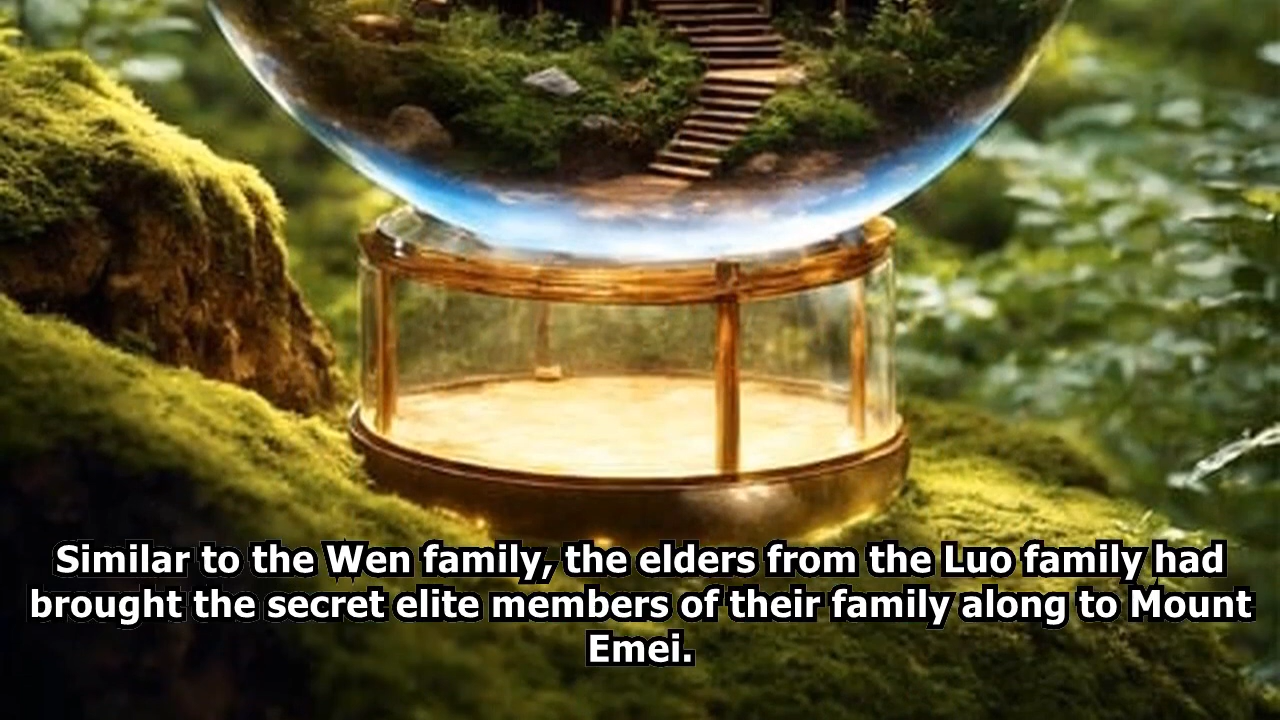 Similar to the Wen family, the elders from the Luo family had
brought the secret elite members of their family along to Mount
Emei.